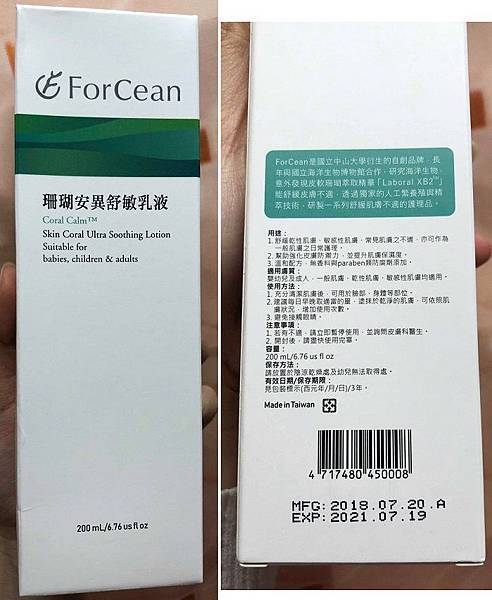 ForCean
珊瑚安異舒敏乳液
Coral Calm™
Skin Coral Ultra Soothing Lotion
Suitable for
babies, children & adults
200 mL/6.76 us fl oz
ForCean是國立中山大學衍生的自創品牌，長
年與國立海洋生物博物館合作，研究海洋生物，
意外發現皮軟珊瑚萃取精華「Laboral XB2™」
能舒緩皮膚不適，透過獨家的人工繁養殖與精
萃技術，研製一系列舒緩肌膚不適的護理品。
用途：
1. 舒緩乾性肌膚、敏感性肌膚，常見肌膚之不適，亦可作為
一般肌膚之日常護理。
2. 幫助強化皮膚防禦力，並提升肌膚保濕度。
3. 溫和配方，無香料與paraben類防腐劑添加。
適用膚質：
嬰幼兒及成人，一般肌膚、乾性肌膚、敏感性肌膚均適用。
使用方法：
1. 充分清潔肌膚後，可用於臉部、身體等部位。
2. 建議每日早晚取適當的量，塗抹於乾淨的肌膚，可依照肌
膚狀況，增加使用次數。
3. 避免接觸眼睛。
注意事項：
1. 若有不適，請立即暫停使用，並詢問皮膚科醫生。
2. 開封後，請盡快使用完畢。
容量：
200 mL/6.76 us fl oz
保存方法：
請放置於陰涼乾燥處及幼兒無法取得處。
有效日期/保存期限：
見包裝標示(西元年/月/日)/3年。
Made in Taiwan
4 717480 450008
MFG: 2018.07.20.A
EXP: 2021.07.19